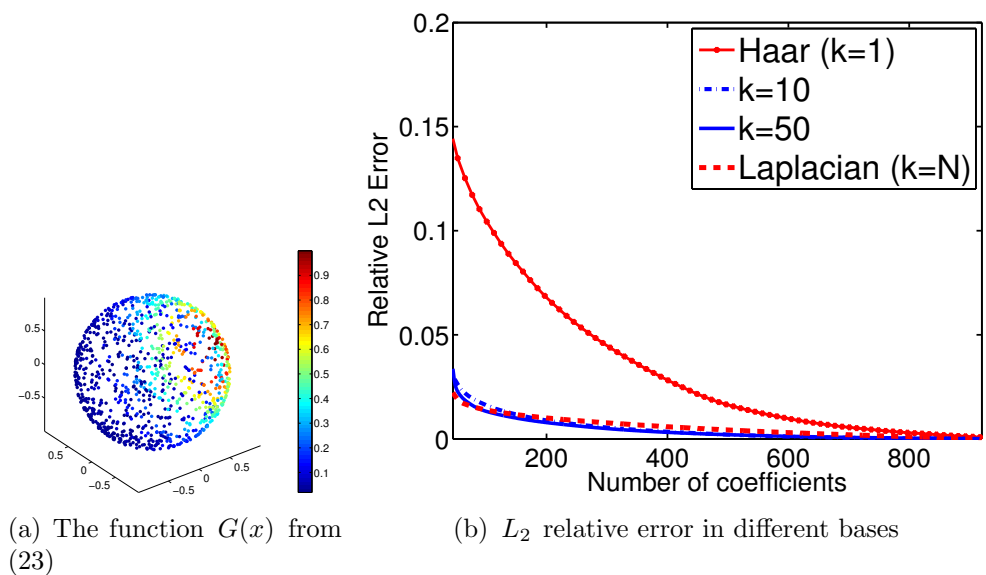 0.5
0
−0.5
0.5
0
−0.5
−0.5
0
0.5
0.9
0.8
0.7
0.6
0.5
0.4
0.3
0.2
0.1
(a) The function G(x) from
(23)
0.2
0.15
0.1
0.05
0
Relative L2 Error
Haar (k=1)
k=10
k=50
Laplacian (k=N)
200 400 600 800
Number of coefficients
(b) L₂ relative error in different bases